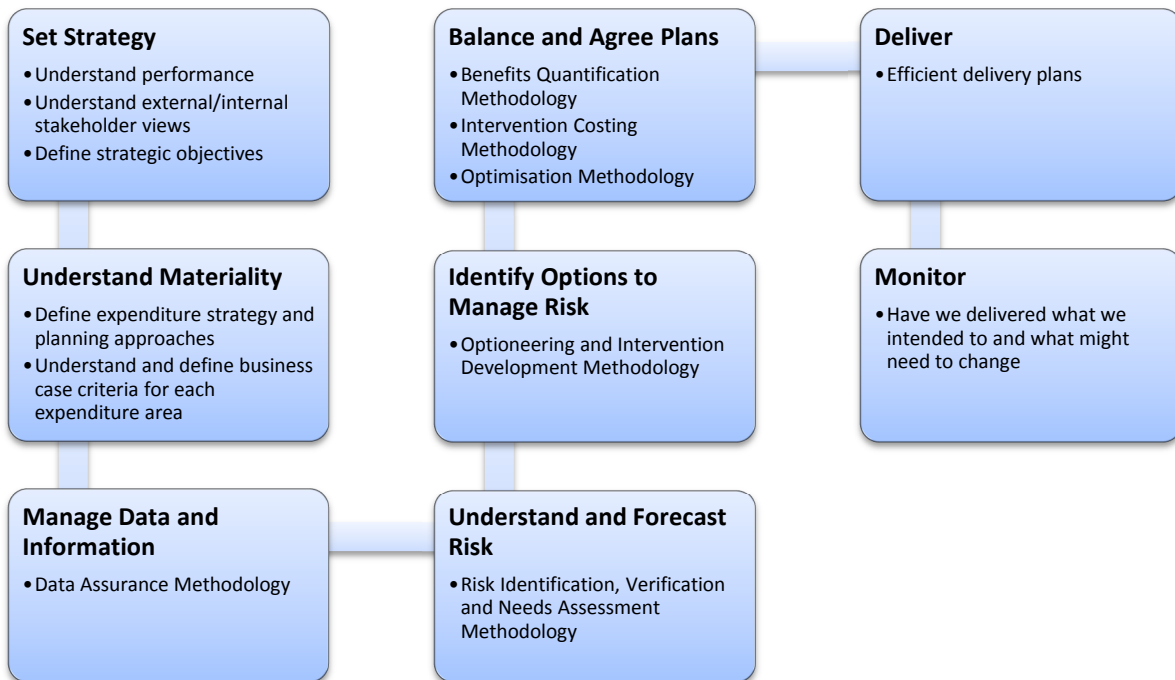 Set Strategy
•Understand performance
•Understand external/internal
stakeholder views
•Define strategic objectives
Understand Materiality
•Define expenditure strategy and
planning approaches
•Understand and define business
case criteria for each
expenditure area
Manage Data and
Information
•Data Assurance Methodology
Understand and Forecast
Risk
•Risk Identification, Verification
and Needs Assessment
Methodology
Identify Options to
Manage Risk
•Optioneering and Intervention
Development Methodology
Balance and Agree Plans
•Benefits Quantification
Methodology
•Intervention Costing
Methodology
•Optimisation Methodology
Deliver
•Efficient delivery plans
Monitor
•Have we delivered what we
intended to and what might
need to change